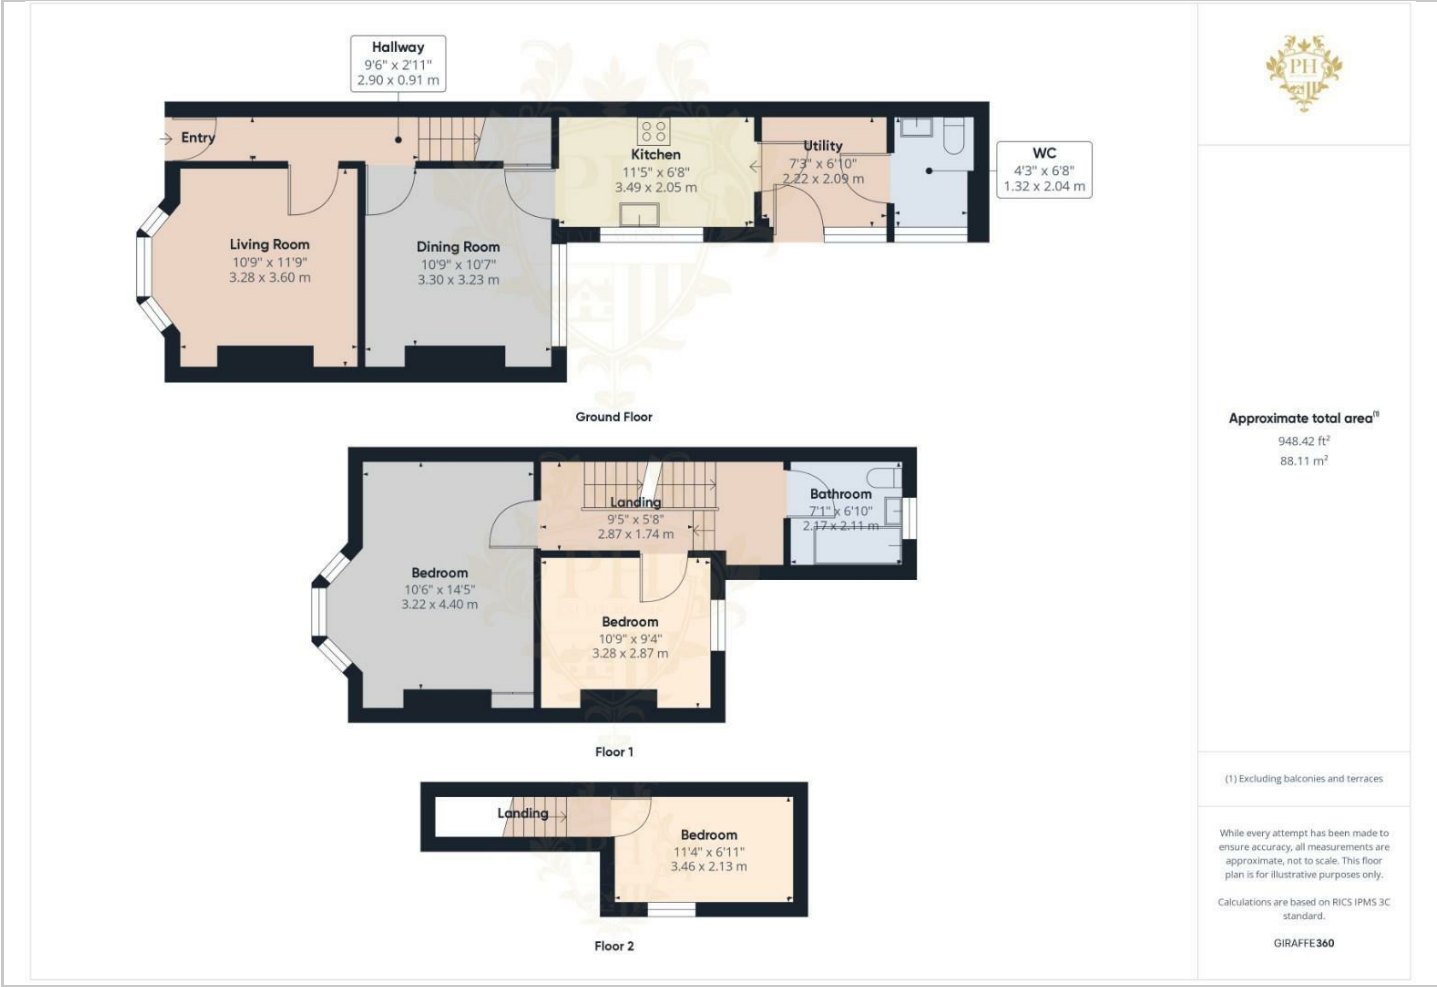 Hallway
9'6" x 2'11"
2.90 x 0.91 m
Entry
Kitchen
11'5" x 6'8"
3.49 x 2.05 m
Utility
7'3" x 6'10"
2.22 x 2.09 m
WC
4'3" x 6'8"
1.32 x 2.04 m
Living Room
10'9" x 11'9"
3.28 x 3.60 m
Dining Room
10'9" x 10'7"
3.30 x 3.23 m
Ground Floor
Landing
9'5" x 5'8"
2.87 x 1.74 m
Bathroom
7'1" x 6'10"
2.17 x 2.11 m
Bedroom
10'6" x 14'5"
3.22 x 4.40 m
Bedroom
10'9" x 9'4"
3.28 x 2.87 m
Floor 1
Landing
Bedroom
11'4" x 6'11"
3.46 x 2.13 m
Floor 2
PH
Approximate total area(1)
948.42 ft²
88.11 m²
(1) Excluding balconies and terraces
While every attempt has been made to
ensure accuracy, all measurements are
approximate, not to scale. This floor
plan is for illustrative purposes only.
Calculations are based on RICS IPMS 3C
standard.
GIRAFFE360